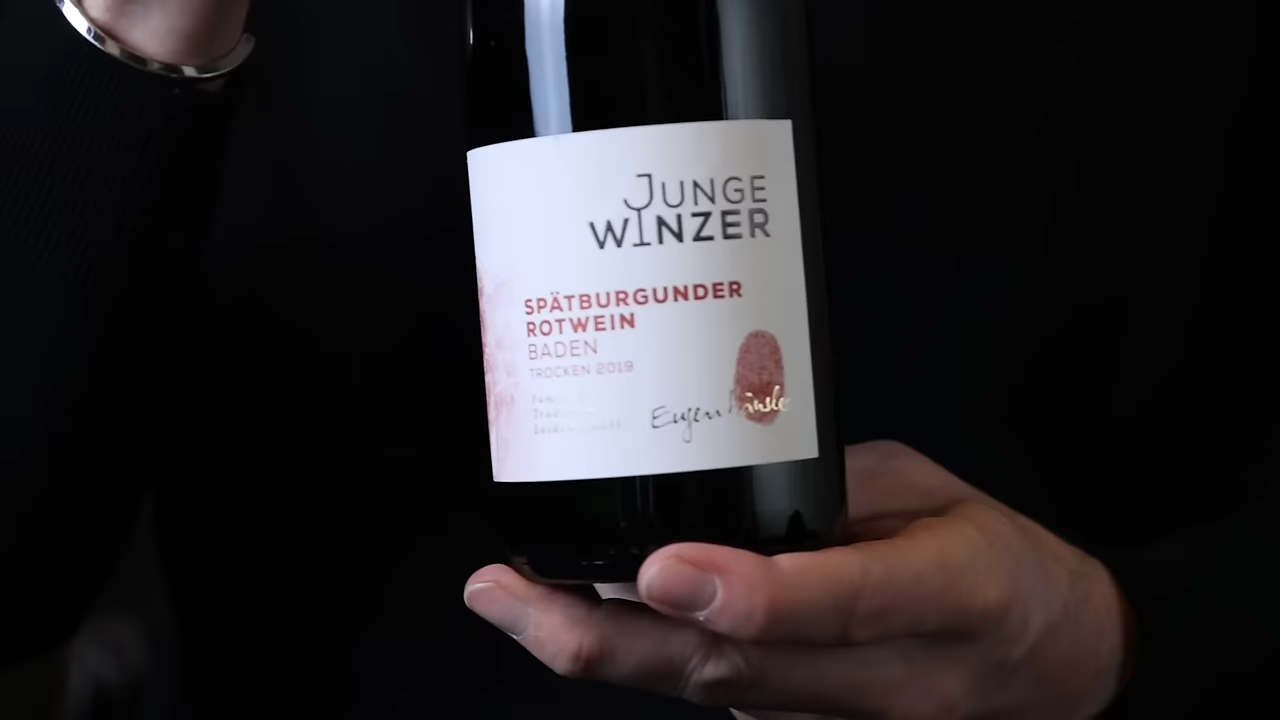 JUNGE
WINZER
SPÄTBURGUNDER
ROTWEIN
BADEN
TROCKEN 2019
Eugen